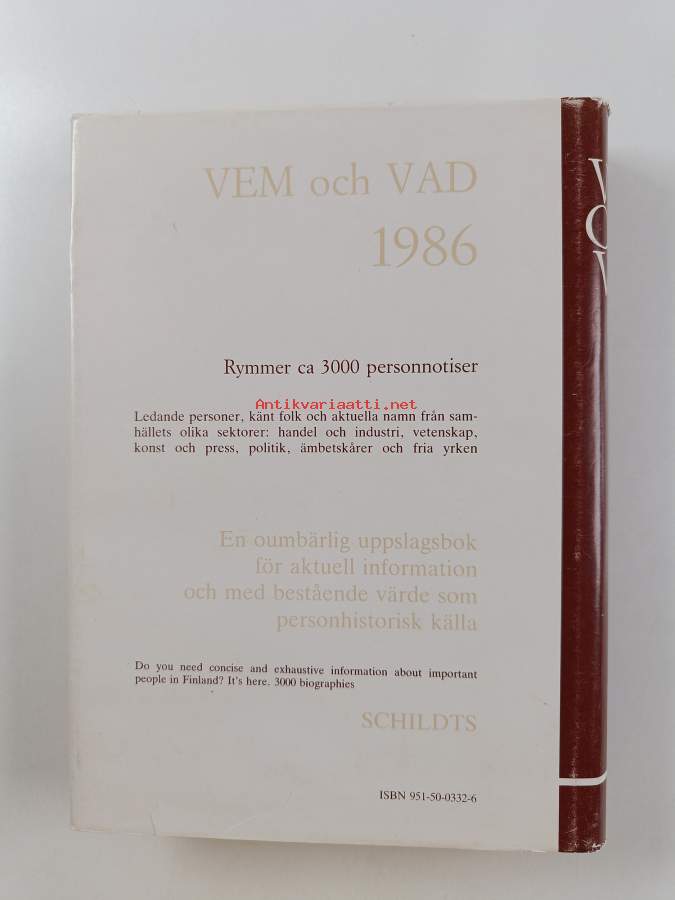 VEM och VAD
1986
Rymmer ca 3000 personnotiser
Antikvariaatti.net
Ledande personer, känt folk och aktuella namn från sam-
hällets olika sektorer: handel och industri, vetenskap,
konst och press, politik, ämbetskårer och fria yrken
En oumbärlig uppslagsbok
för aktuell information
och med bestående värde som
personhistorisk källa
Do you need concise and exhaustive information about important
people in Finland? It's here. 3000 biographies
SCHILDTS
ISBN 951-50-0332-6